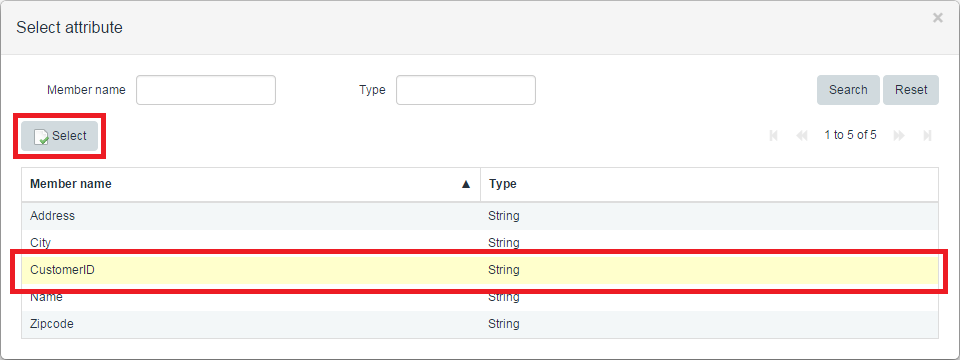 Select attribute ×
Member name Type Search Reset
Select 1 to 5 of 5
Member name ▲ Type
Address String
City String
CustomerID String
Name String
Zipcode String